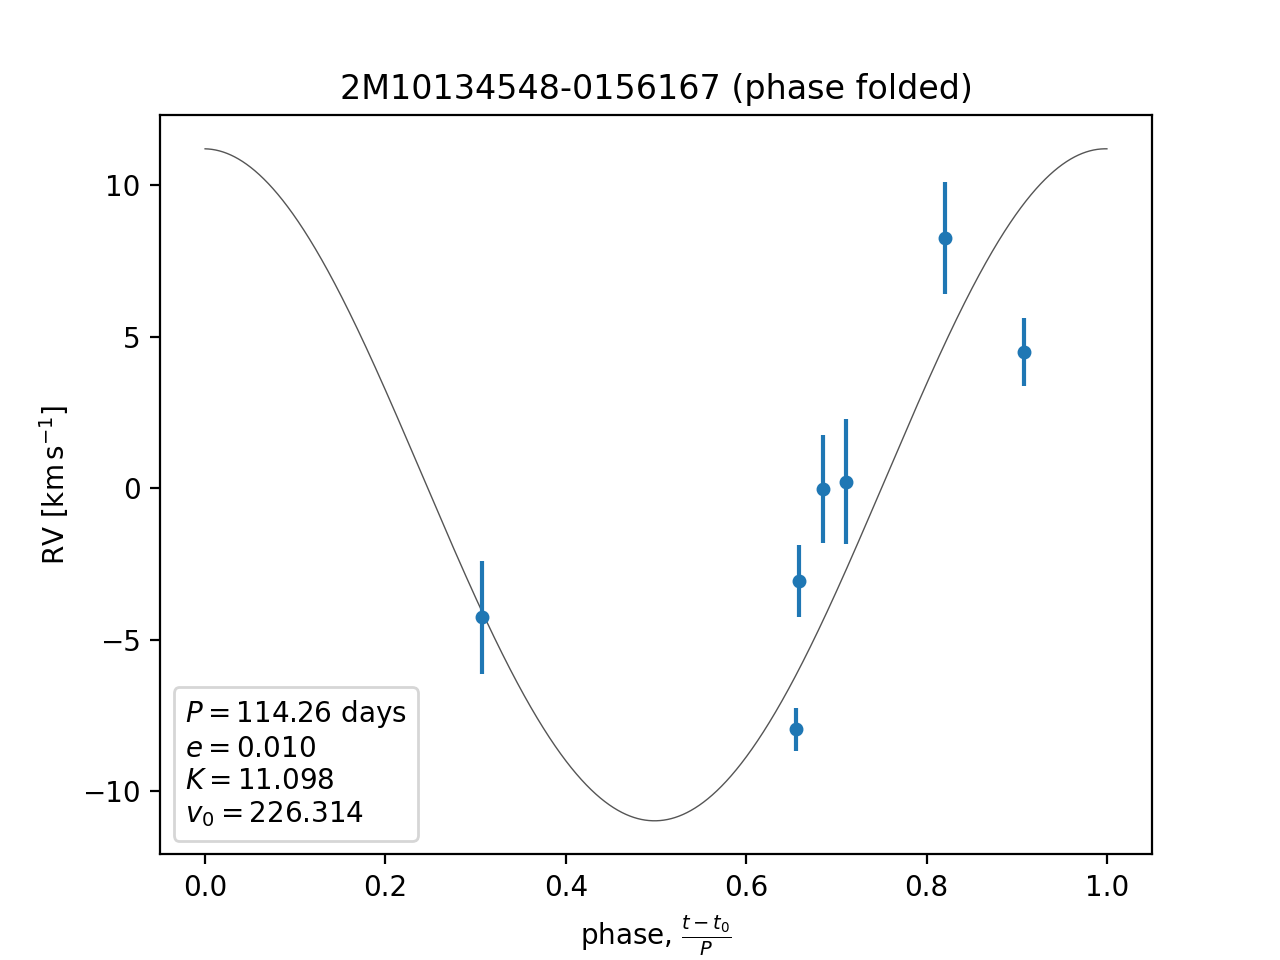 2M10134548-0156167 (phase folded)
RV [km s⁻¹]
10
5
0
−5
−10
P = 114.26 days
e = 0.010
K = 11.098
v₀ = 226.314
0.0 0.2 0.4 0.6 0.8 1.0
phase, (t − t₀)/P